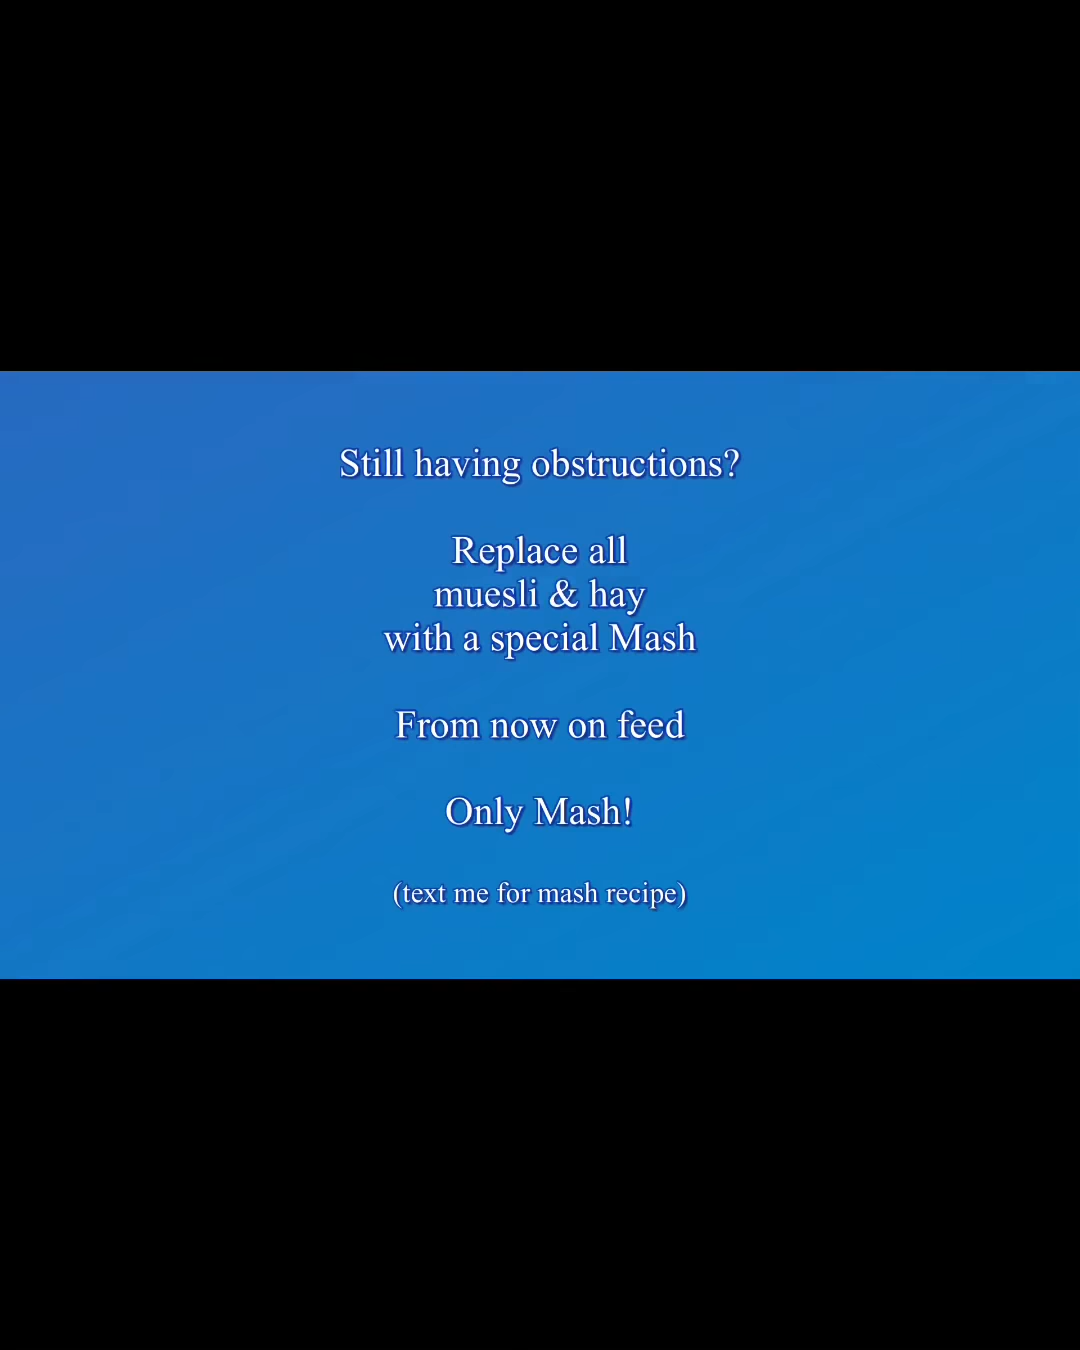 Still having obstructions?
Replace all
muesli & hay
with a special Mash
From now on feed
Only Mash!
(text me for mash recipe)